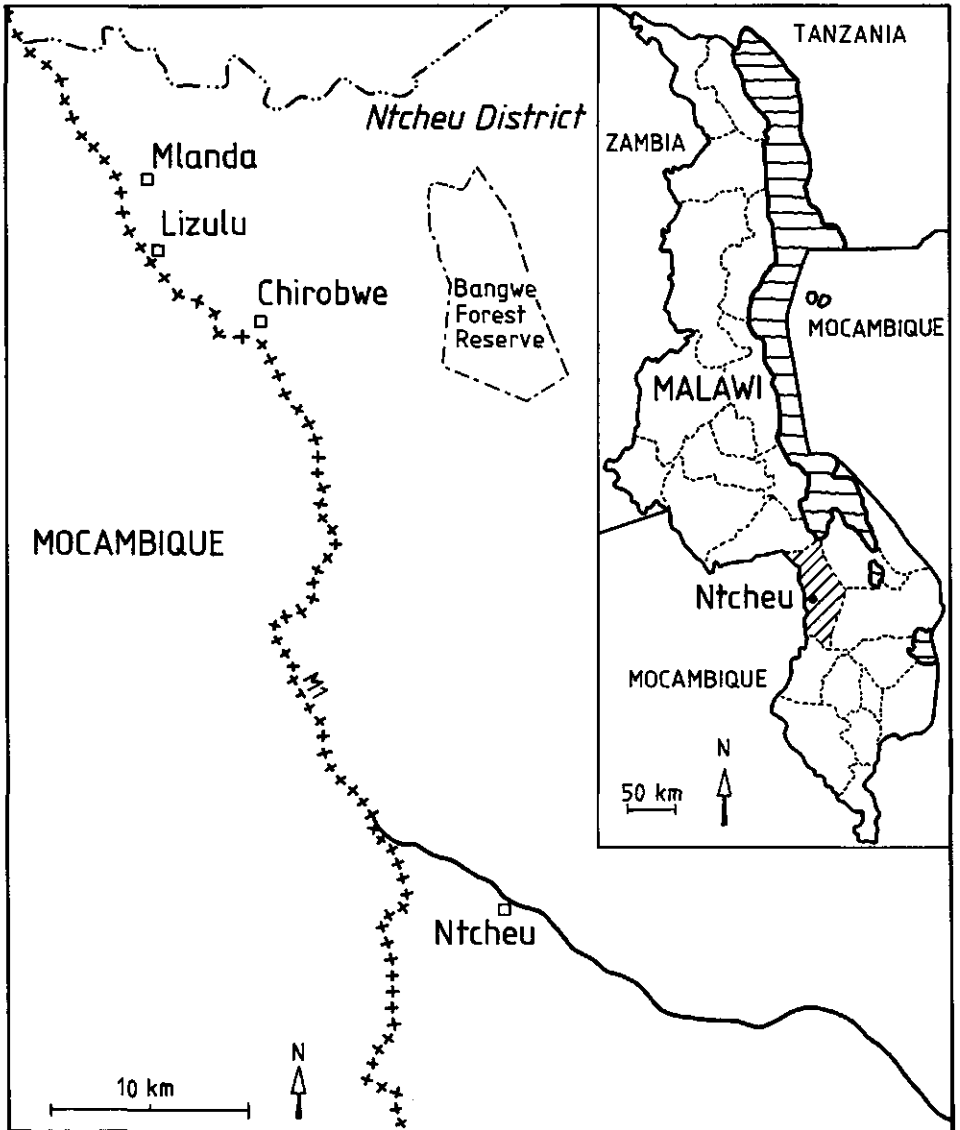 Ntcheu District
Mlanda
Lizulu
Chirobwe
Bangwe
Forest
Reserve
MOCAMBIQUE
Ntcheu
10 km
N
TANZANIA
ZAMBIA
MOCAMBIQUE
MALAWI
Ntcheu
MOCAMBIQUE
N
50 km